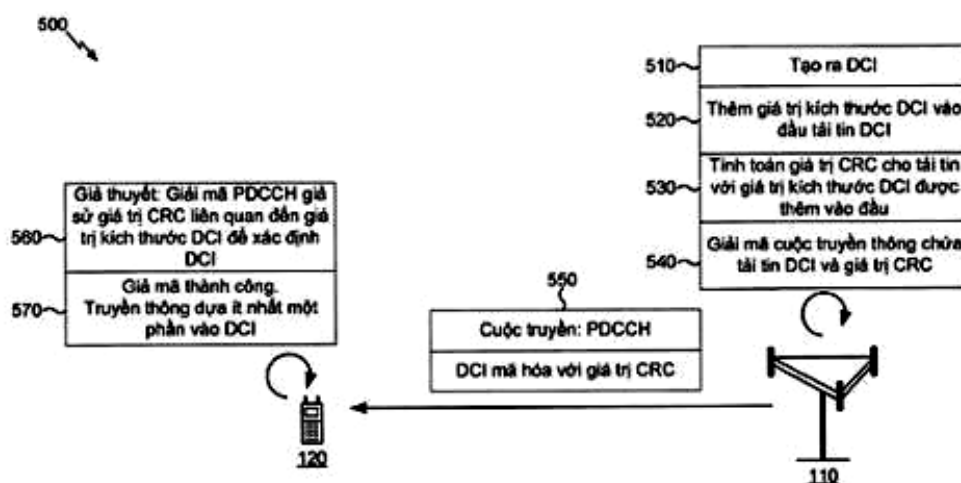 500
510
Tạo ra DCI
520
Thêm giá trị kích thước DCI vào
đầu tải tin DCI
530
Tính toán giá trị CRC cho tải tin
với giá trị kích thước DCI được
thêm vào đầu
540
Giải mã cuộc truyền thông chứa
tải tin DCI và giá trị CRC
560
Giả thuyết: Giải mã PDCCH giả
sử giá trị CRC liên quan đến giá
trị kích thước DCI để xác định
DCI
570
Giả mã thành công.
Truyền thông dựa ít nhất một
phần vào DCI
550
Cuộc truyền: PDCCH
DCI mã hóa với giá trị CRC
120
110